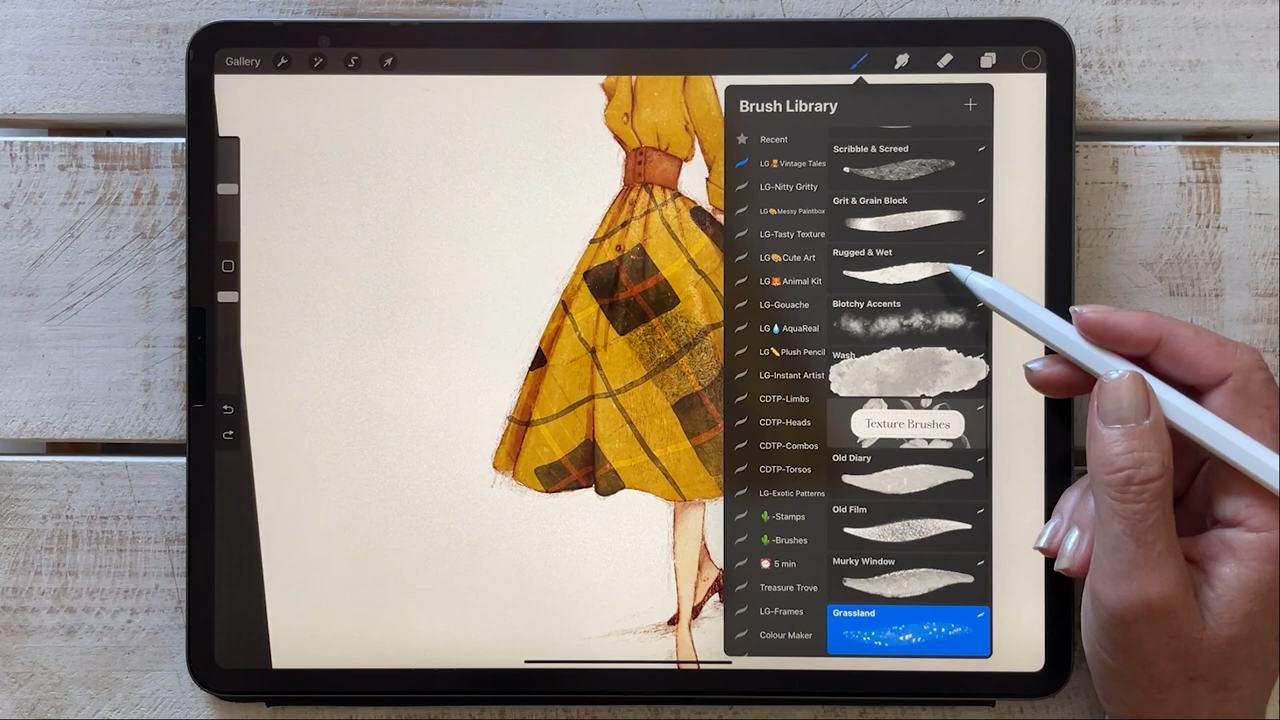 Gallery
Brush Library
Recent
LG🧸Vintage Tales
LG-Nitty Gritty
LG🎨Messy Paintbox
LG-Tasty Texture
LG🎨Cute Art
LG🦊Animal Kit
LG-Gouache
LG💧AquaReal
LG✏️Plush Pencil
LG-Instant Artist
CDTP-Limbs
CDTP-Heads
CDTP-Combos
CDTP-Torsos
LG-Exotic Patterns
🌵-Stamps
🌵-Brushes
⏰ 5 min
Treasure Trove
LG-Frames
Colour Maker
Scribble & Screed
Grit & Grain Block
Rugged & Wet
Blotchy Accents
Wash
Texture Brushes
Old Diary
Old Film
Murky Window
Grassland